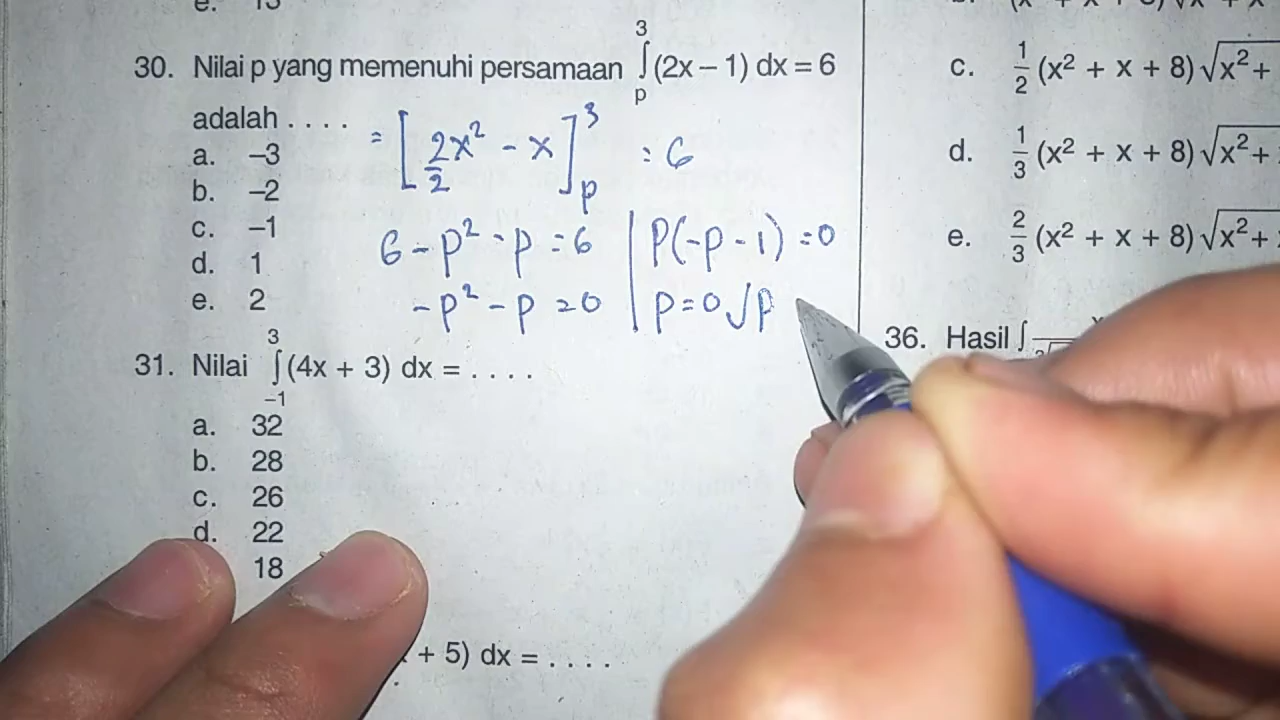 e. 15
30. Nilai p yang memenuhi persamaan ∫ₚ³ (2x – 1) dx = 6
adalah . . . .
= [2/2 x² - x]ₚ³ = 6
a. –3
b. –2
c. –1
d. 1
e. 2
6 - p² - p = 6 | P(-p - 1) = 0
-p² - p = 0 | p = 0 √ p
31. Nilai ∫₋₁³ (4x + 3) dx = . . . .
a. 32
b. 28
c. 26
d. 22
18
+ 5) dx = . . . .
c. 1/2 (x² + x + 8) √x² +
d. 1/3 (x² + x + 8) √x² +
e. 2/3 (x² + x + 8) √x² +
36. Hasil ∫